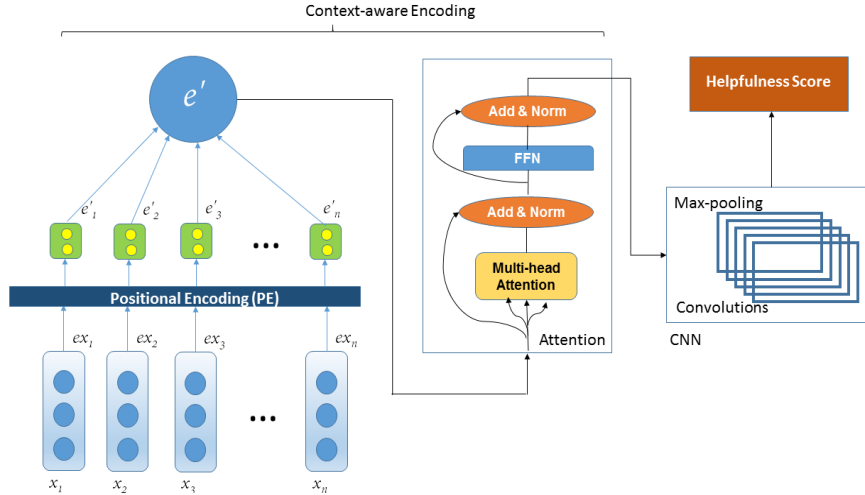 Context-aware Encoding
e'
e'1 e'2 e'3 ... e'n
Positional Encoding (PE)
ex1 ex2 ex3 exn
...
x1 x2 x3 xn
Add & Norm
FFN
Add & Norm
Multi-head
Attention
Attention
Helpfulness Score
Max-pooling
Convolutions
CNN